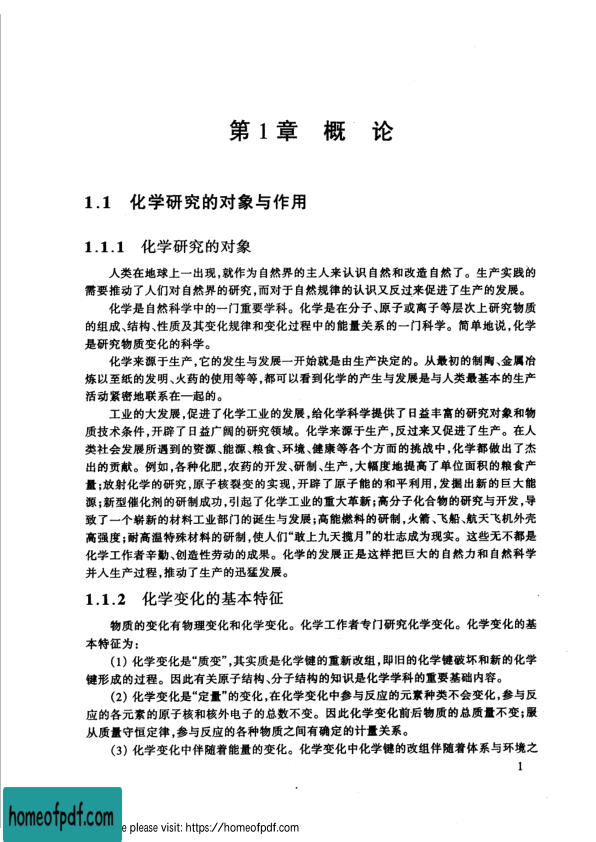 第1章 概 论
1.1 化学研究的对象与作用
1.1.1 化学研究的对象
人类在地球上一出现,就作为自然界的主人来认识自然和改造自然了。生产实践的
需要推动了人们对自然界的研究,而对于自然规律的认识又反过来促进了生产的发展。
化学是自然科学中的一门重要学科。化学是在分子、原子或离子等层次上研究物质
的组成、结构、性质及其变化规律和变化过程中的能量关系的一门科学。简单地说,化学
是研究物质变化的科学。
化学来源于生产,它的发生与发展一开始就是由生产决定的。从最初的制陶、金属冶
炼以至纸的发明、火药的使用等等,都可以看到化学的产生与发展是与人类最基本的生产
活动紧密地联系在一起的。
工业的大发展,促进了化学工业的发展,给化学科学提供了日益丰富的研究对象和物
质技术条件,开辟了日益广阔的研究领域。化学来源于生产,反过来又促进了生产。在人
类社会发展所遇到的资源、能源、粮食、环境、健康等各个方面的挑战中,化学都做出了杰
出的贡献。例如,各种化肥,农药的开发、研制、生产,大幅度地提高了单位面积的粮食产
量;放射化学的研究,原子核裂变的实现,开辟了原子能的和平利用,发掘出新的巨大能
源;新型催化剂的研制成功,引起了化学工业的重大革新;高分子化合物的研究与开发,导
致了一个崭新的材料工业部门的诞生与发展;高能燃料的研制,火箭、飞船、航天飞机外壳
高强度;耐高温特殊材料的研制,使人们“敢上九天揽月”的壮志成为现实。这些无不都是
化学工作者辛勤、创造性劳动的成果。化学的发展正是这样把巨大的自然力和自然科学
并入生产过程,推动了生产的迅猛发展。
1.1.2 化学变化的基本特征
物质的变化有物理变化和化学变化。化学工作者专门研究化学变化。化学变化的基
本特征为:
(1) 化学变化是“质变”,其实质是化学键的重新改组,即旧的化学键破坏和新的化学
键形成的过程。因此有关原子结构、分子结构的知识是化学学科的重要基础内容。
(2) 化学变化是“定量”的变化,在化学变化中参与反应的元素种类不会变化,参与反
应的各元素的原子核和核外电子的总数不变。因此化学变化前后物质的总质量不变;服
从质量守恒定律,参与反应的各种物质之间有确定的计量关系。
(3) 化学变化中伴随着能量的变化。化学变化中化学键的改组伴随着体系与环境之
1
homeofpdf.com
please visit: https://homeofpdf.com